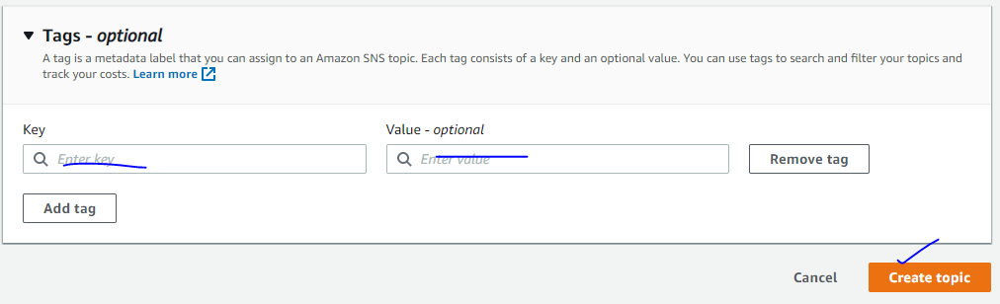 Tags - optional
A tag is a metadata label that you can assign to an Amazon SNS topic. Each tag consists of a key and an optional value. You can use tags to search and filter your topics and
track your costs. Learn more
Key
Value - optional
Enter key
Enter value
Remove tag
Add tag
Cancel
Create topic